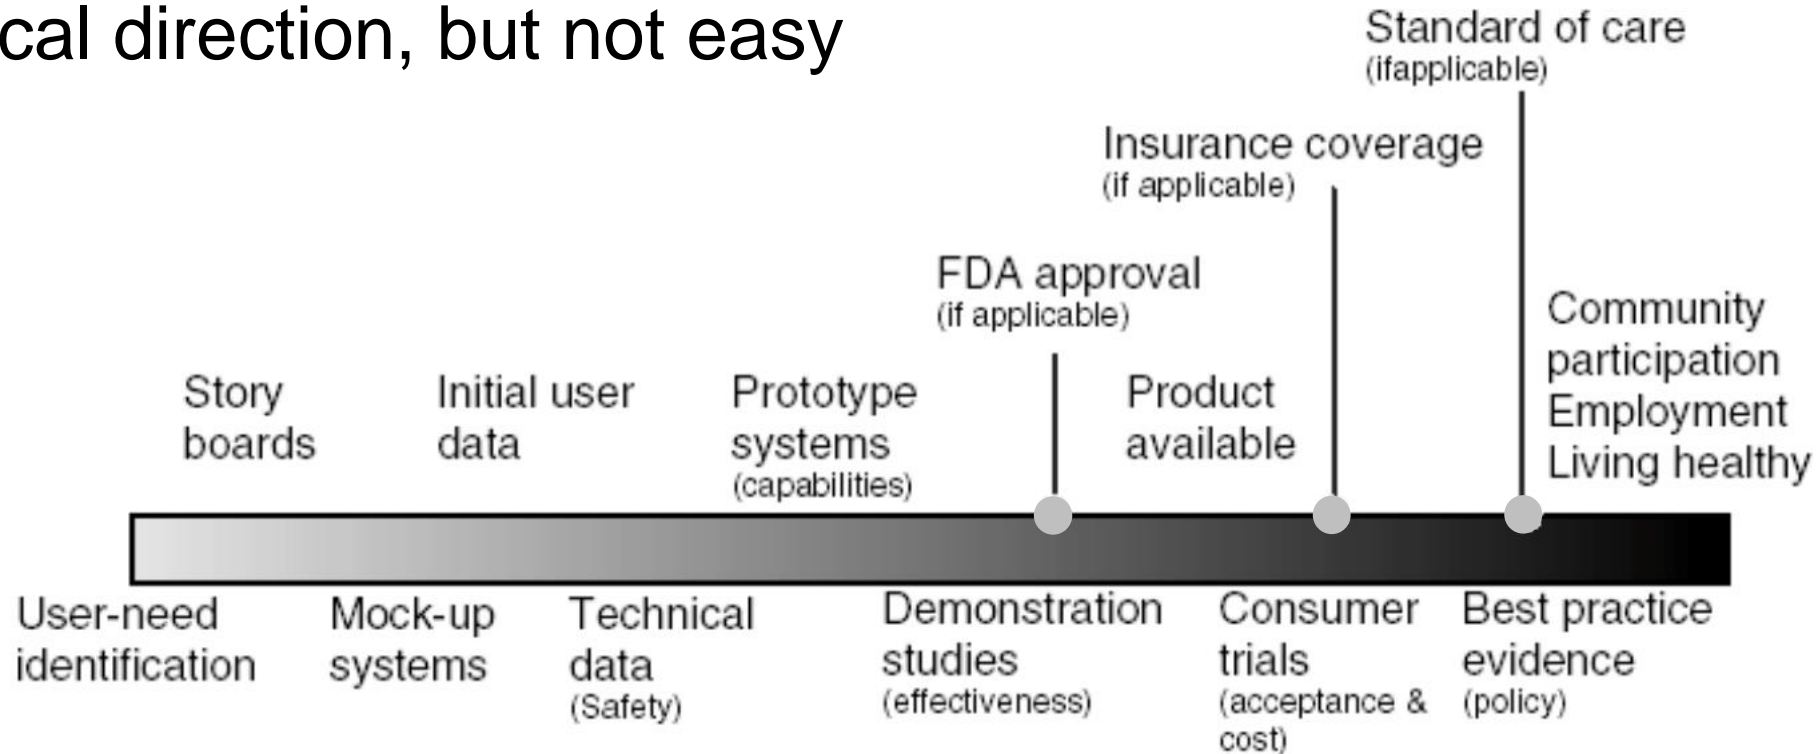 cal direction, but not easy
Standard of care
(ifapplicable)
Insurance coverage
(if applicable)
FDA approval
(if applicable)
Community
participation
Employment
Living healthy
Story
boards
Initial user
data
Prototype
systems
(capabilities)
Product
available
User-need
identification
Mock-up
systems
Technical
data
(Safety)
Demonstration
studies
(effectiveness)
Consumer
trials
(acceptance &
cost)
Best practice
evidence
(policy)